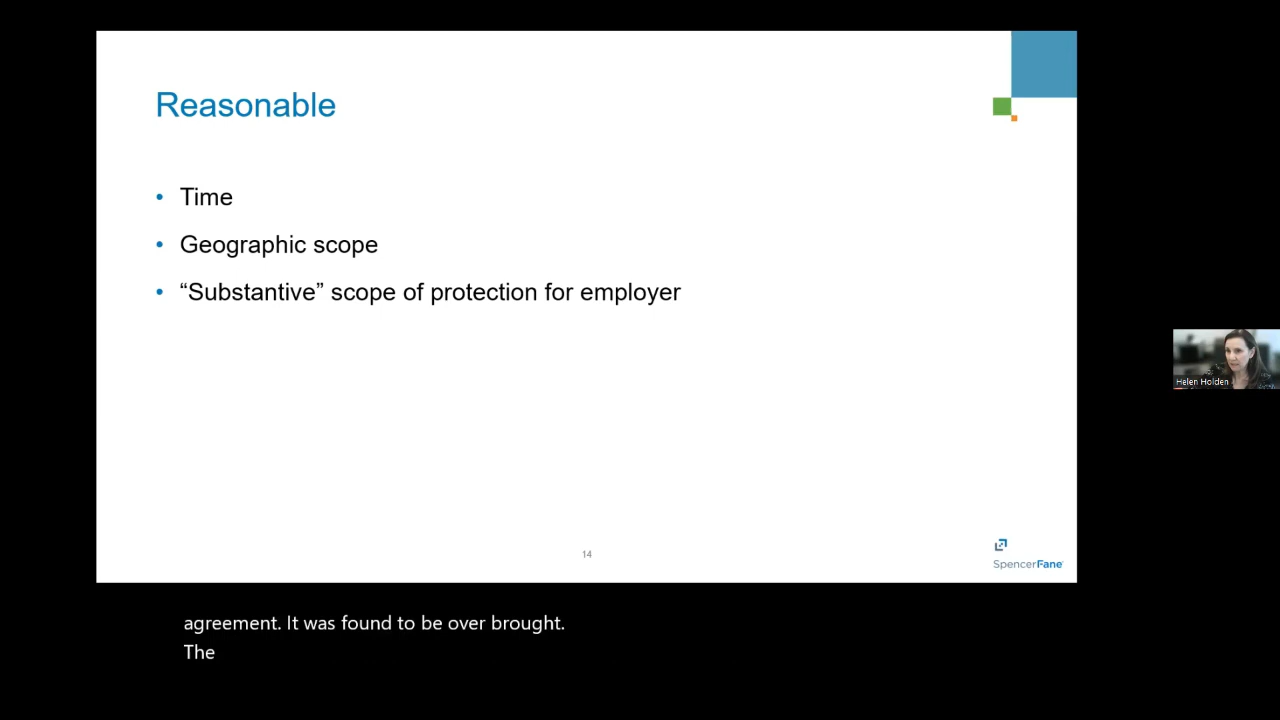 Reasonable
• Time
• Geographic scope
• “Substantive” scope of protection for employer
Helen Holden
14
SpencerFane
agreement. It was found to be over brought.
The